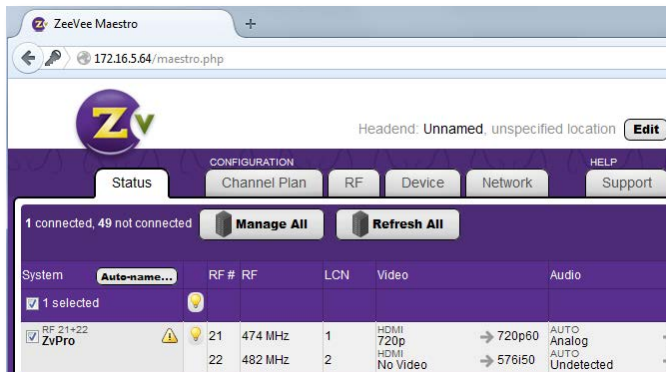 ZeeVee Maestro
172.16.5.64/maestro.php
Zv
Headend: Unnamed, unspecified location Edit
CONFIGURATION HELP
Status Channel Plan RF Device Network Support
1 connected, 49 not connected Manage All Refresh All
System Auto-name... RF # RF LCN Video Audio
1 selected
RF 21+22 HDMI AUTO
ZvPro 21 474 MHz 1 720p 720p60 Analog
HDMI AUTO
22 482 MHz 2 No Video 576i50 Undetected